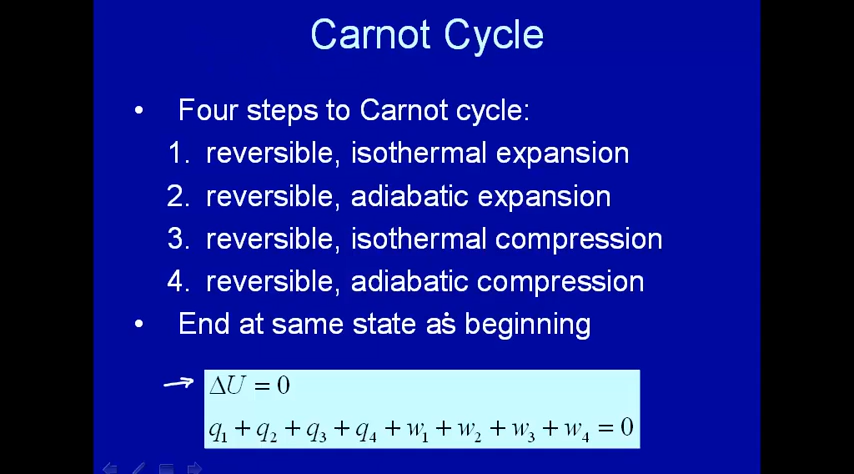 Carnot Cycle
• Four steps to Carnot cycle:
1. reversible, isothermal expansion
2. reversible, adiabatic expansion
3. reversible, isothermal compression
4. reversible, adiabatic compression
• End at same state as beginning
→ ΔU = 0
q₁ + q₂ + q₃ + q₄ + w₁ + w₂ + w₃ + w₄ = 0